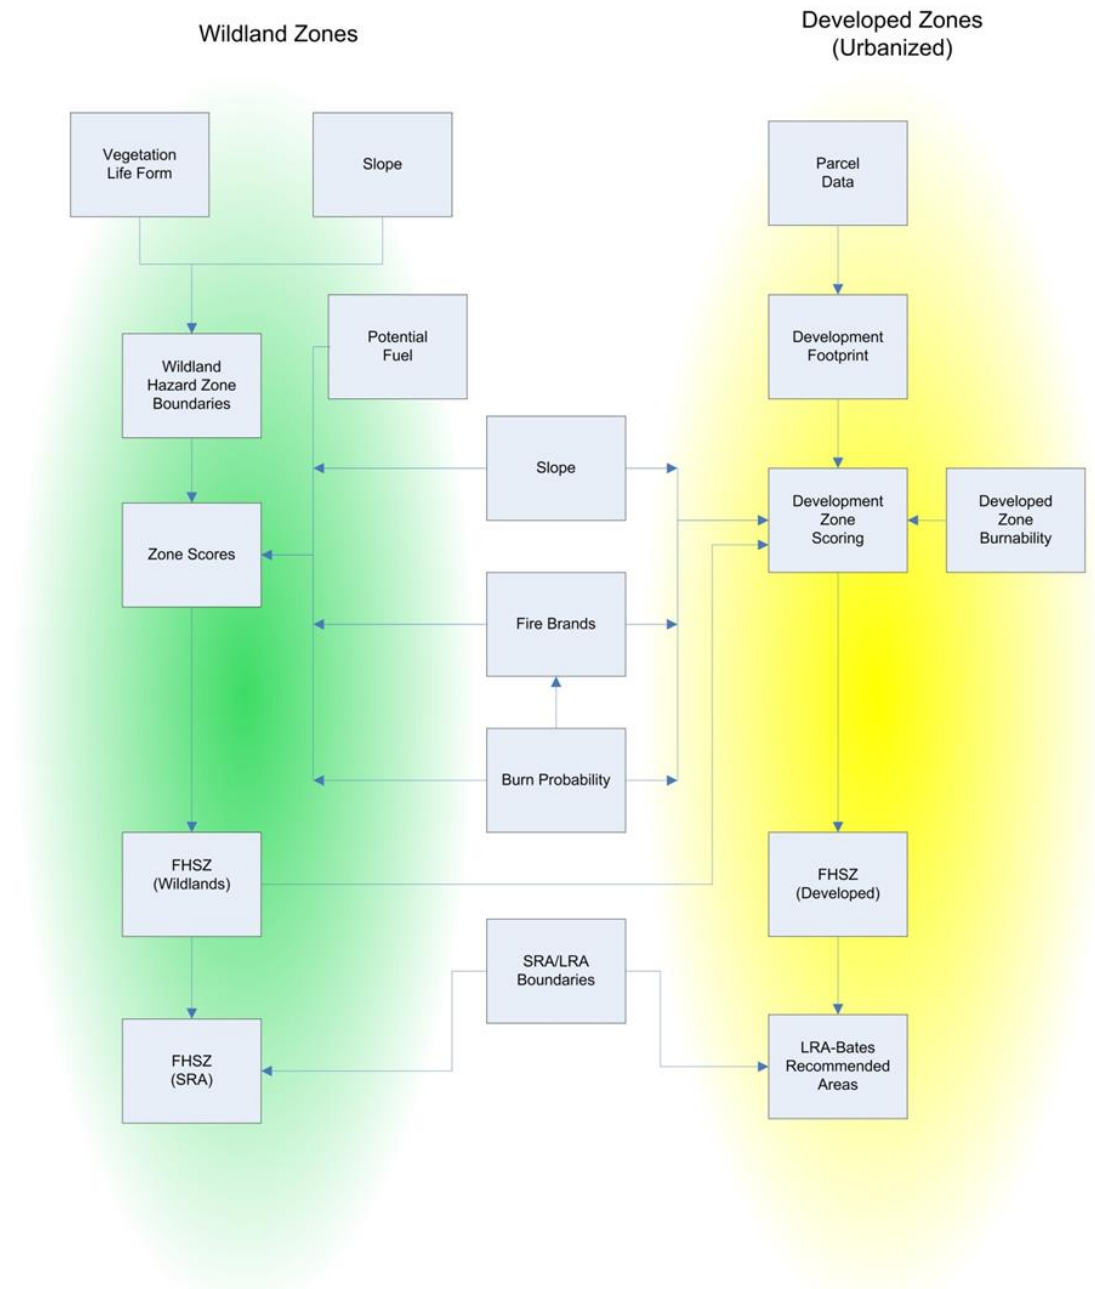 Wildland Zones
Developed Zones
(Urbanized)
Vegetation
Life Form
Slope
Parcel
Data
Potential
Fuel
Development
Footprint
Wildland
Hazard Zone
Boundaries
Slope
Development
Zone
Scoring
Developed
Zone
Burnability
Zone Scores
Fire Brands
Burn Probability
FHSZ
(Wildlands)
FHSZ
(Developed)
SRA/LRA
Boundaries
FHSZ
(SRA)
LRA-Bates
Recommended
Areas